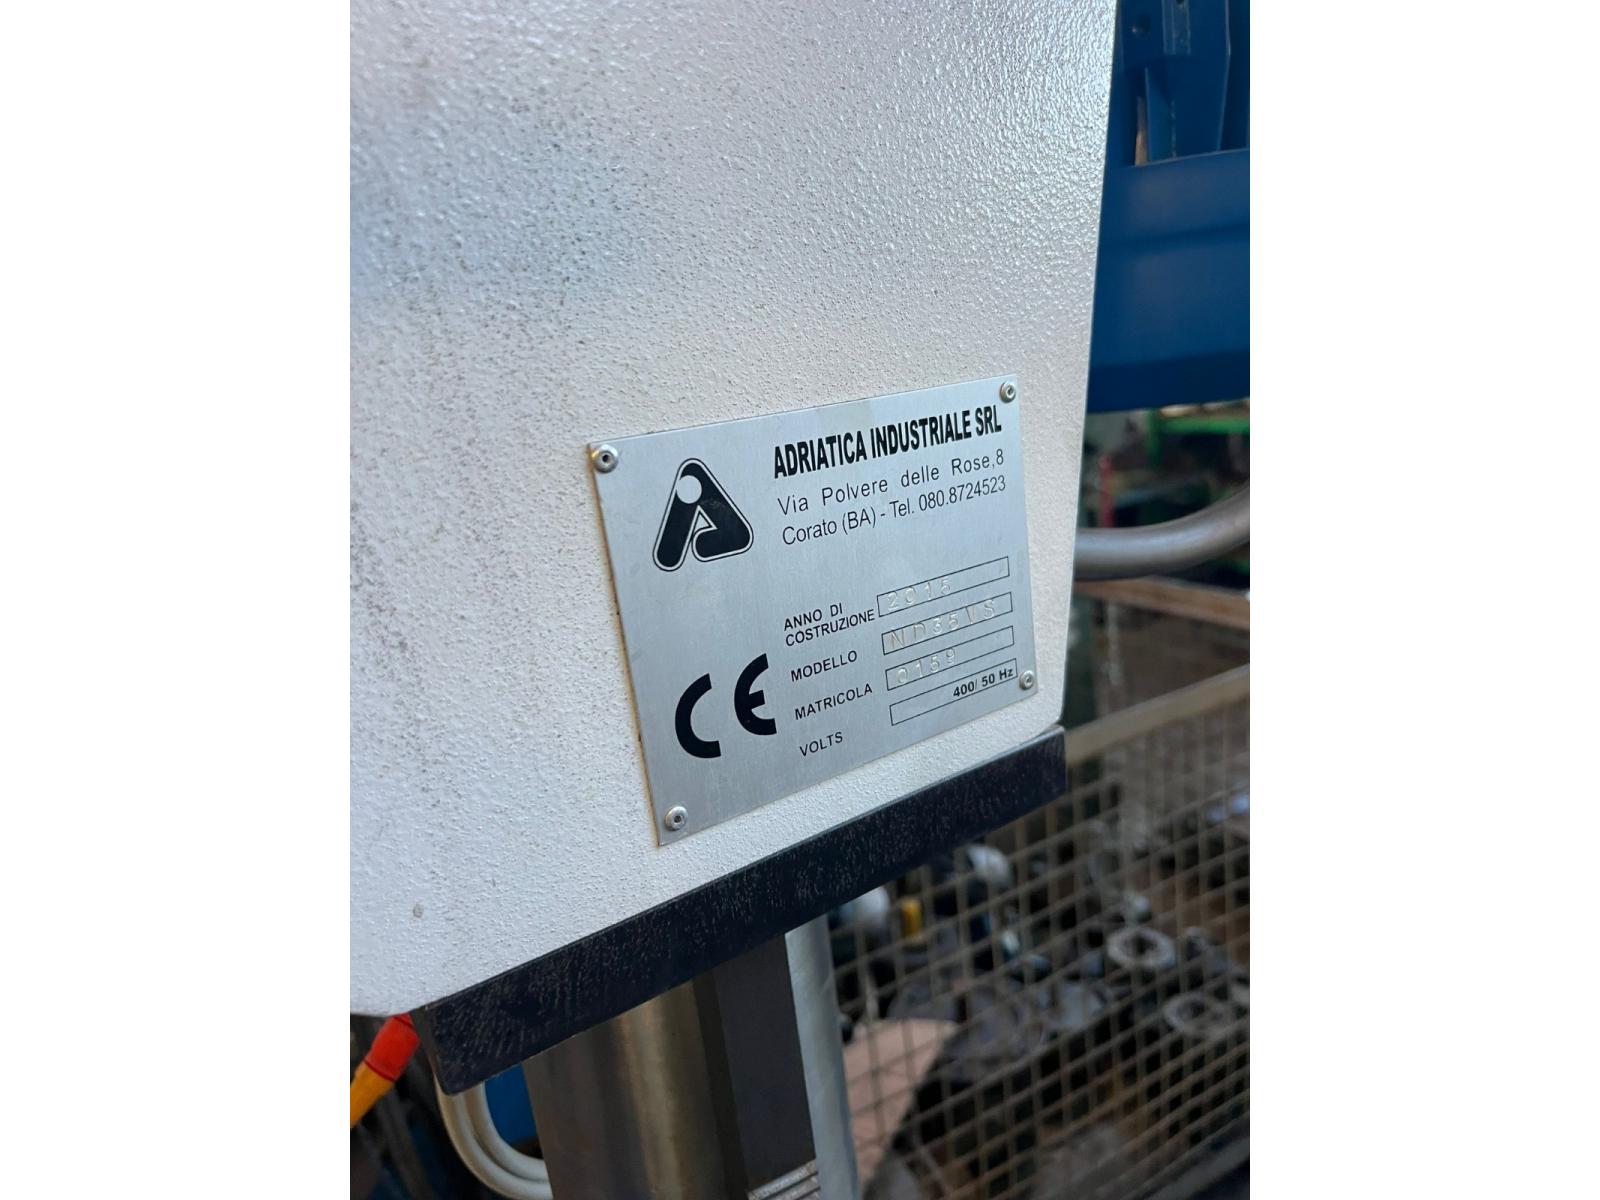 ADRIATICA INDUSTRIALE SRL
Via Polvere delle Rose,8
Corato (BA) - Tel. 080.8724523
ANNO DI
COSTRUZIONE 2015
MODELLO ND35VS
MATRICOLA 0159
VOLTS 400/ 50 Hz
CE